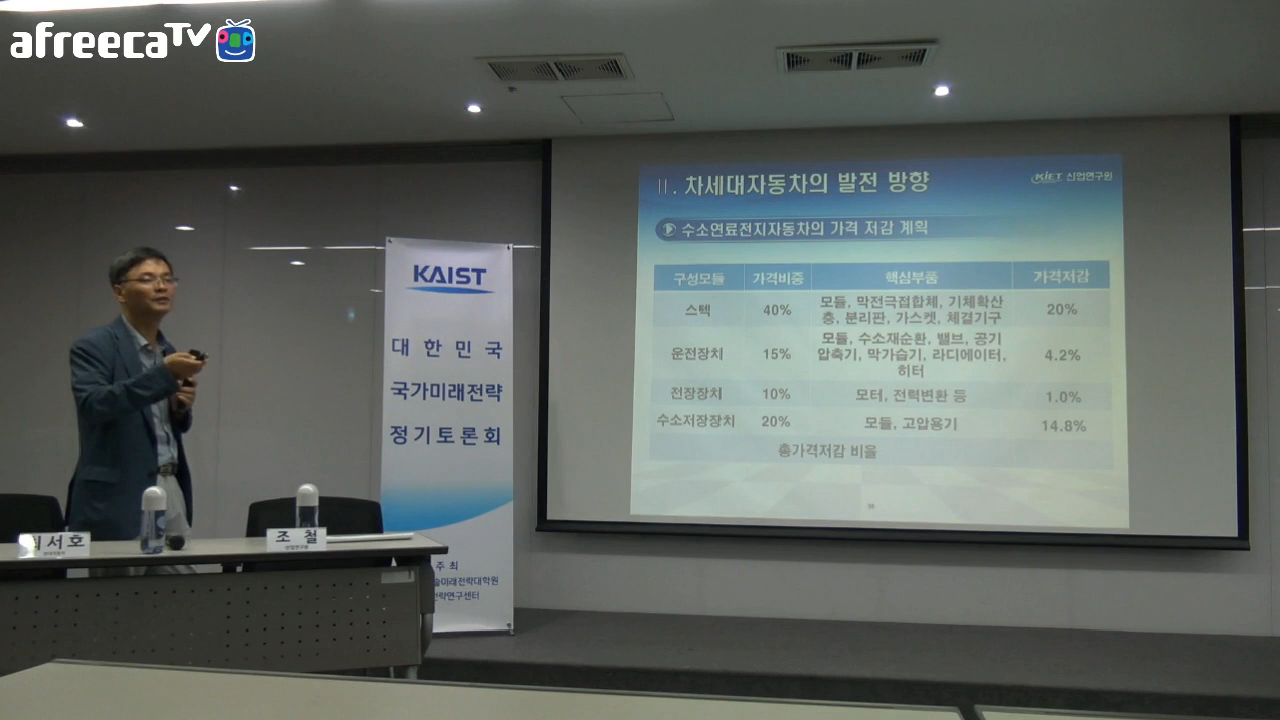 afreecaTV
Ⅱ. 차세대자동차의 발전 방향
KIET 산업연구원
수소연료전지자동차의 가격 저감 계획
구성모듈 가격비중 핵심부품 가격저감
스텍 40% 모듈, 막전극접합체, 기체확산
층, 분리판, 가스켓, 체결기구 20%
운전장치 15% 모듈, 수소재순환, 밸브, 공기
압축기, 막가습기, 라디에이터,
히터 4.2%
전장장치 10% 모터, 전력변환 등 1.0%
수소저장장치 20% 모듈, 고압용기 14.8%
총가격저감 비율
KAIST
대한민국
국가미래전략
정기토론회
주최
술미래전략대학원
전략연구센터
서호
조 철
산업연구원